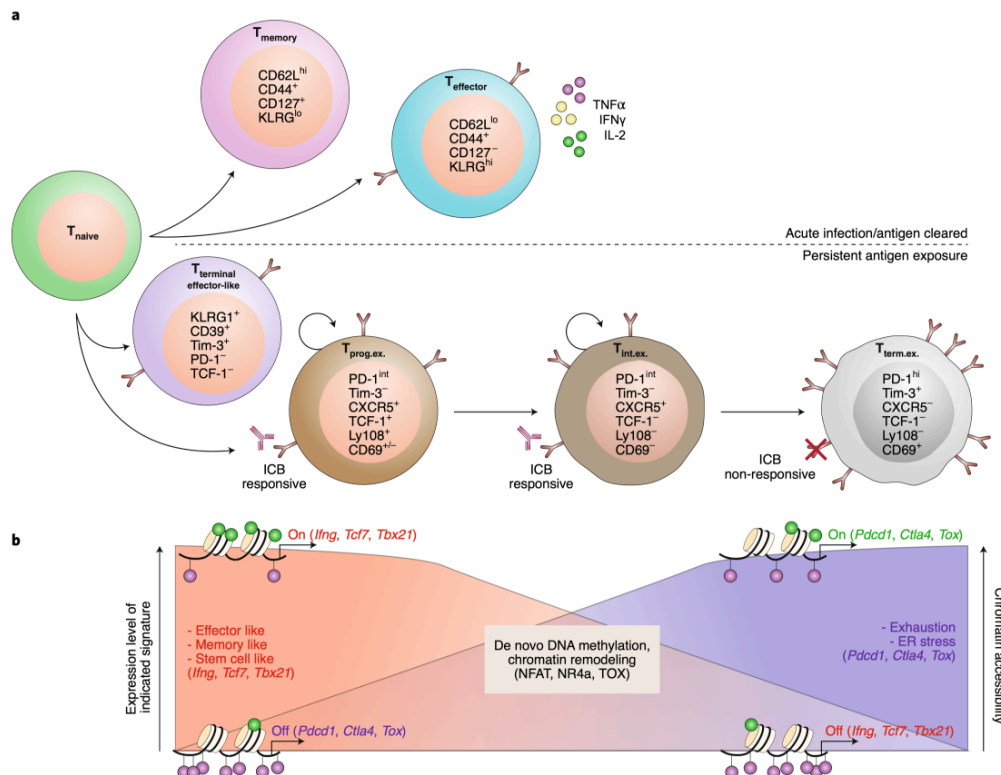 a
T memory
CD62L hi
CD44+
CD127+
KLRG lo
T effector
CD62L lo
CD44+
CD127−
KLRG hi
TNFα
IFNγ
IL-2
T naive
Acute infection/antigen cleared
Persistent antigen exposure
T terminal
effector-like
KLRG1+
CD39+
Tim-3+
PD-1−
TCF-1−
ICB
responsive
T prog.ex.
PD-1 int
Tim-3−
CXCR5+
TCF-1+
Ly108+
CD69+/−
ICB
responsive
T int.ex.
PD-1 int
Tim-3−
CXCR5+
TCF-1−
Ly108−
CD69−
ICB
non-responsive
T term.ex.
PD-1 hi
Tim-3+
CXCR5−
TCF-1−
Ly108−
CD69+
b
On (Ifng, Tcf7, Tbx21)
On (Pdcd1, Ctla4, Tox)
Expression level of
indicated signature
- Effector like
- Memory like
- Stem cell like
(Ifng, Tcf7, Tbx21)
De novo DNA methylation,
chromatin remodeling
(NFAT, NR4a, TOX)
- Exhaustion
- ER stress
(Pdcd1, Ctla4, Tox)
Chromatin accessibility
Off (Pdcd1, Ctla4, Tox)
Off (Ifng, Tcf7, Tbx21)